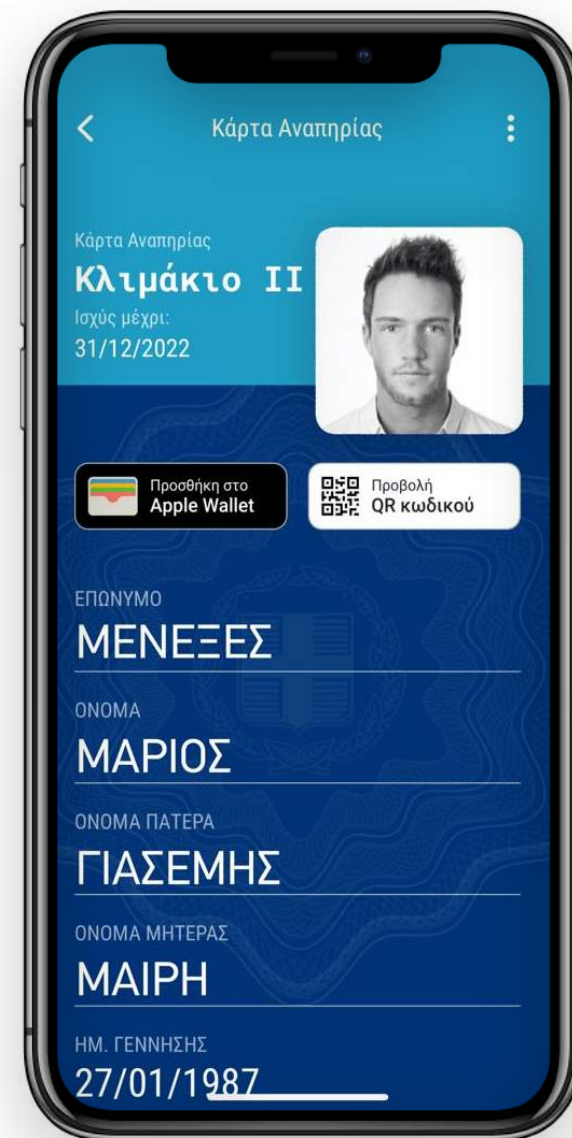 Κάρτα Αναπηρίας
Κάρτα Αναπηρίας
Κλιμάκιο II
Ισχύς μέχρι:
31/12/2022
Προσθήκη στο
Apple Wallet
Προβολή
QR κωδικού
ΕΠΩΝΥΜΟ
ΜΕΝΕΞΕΣ
ΟΝΟΜΑ
ΜΑΡΙΟΣ
ΟΝΟΜΑ ΠΑΤΕΡΑ
ΓΙΑΣΕΜΗΣ
ΟΝΟΜΑ ΜΗΤΕΡΑΣ
ΜΑΙΡΗ
ΗΜ. ΓΕΝΝΗΣΗΣ
27/01/1987